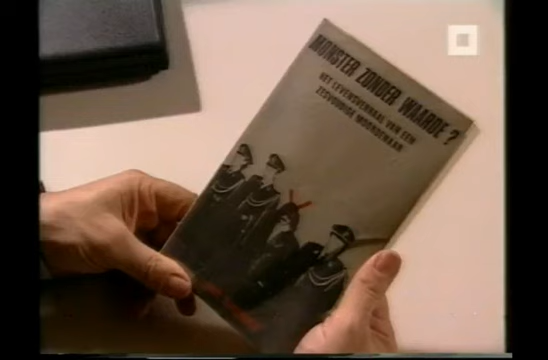 MONSTER ZONDER WAARDE?
HET LEVENSVERHAAL VAN EEN
ZESVOUDIGE MOORDENAAR